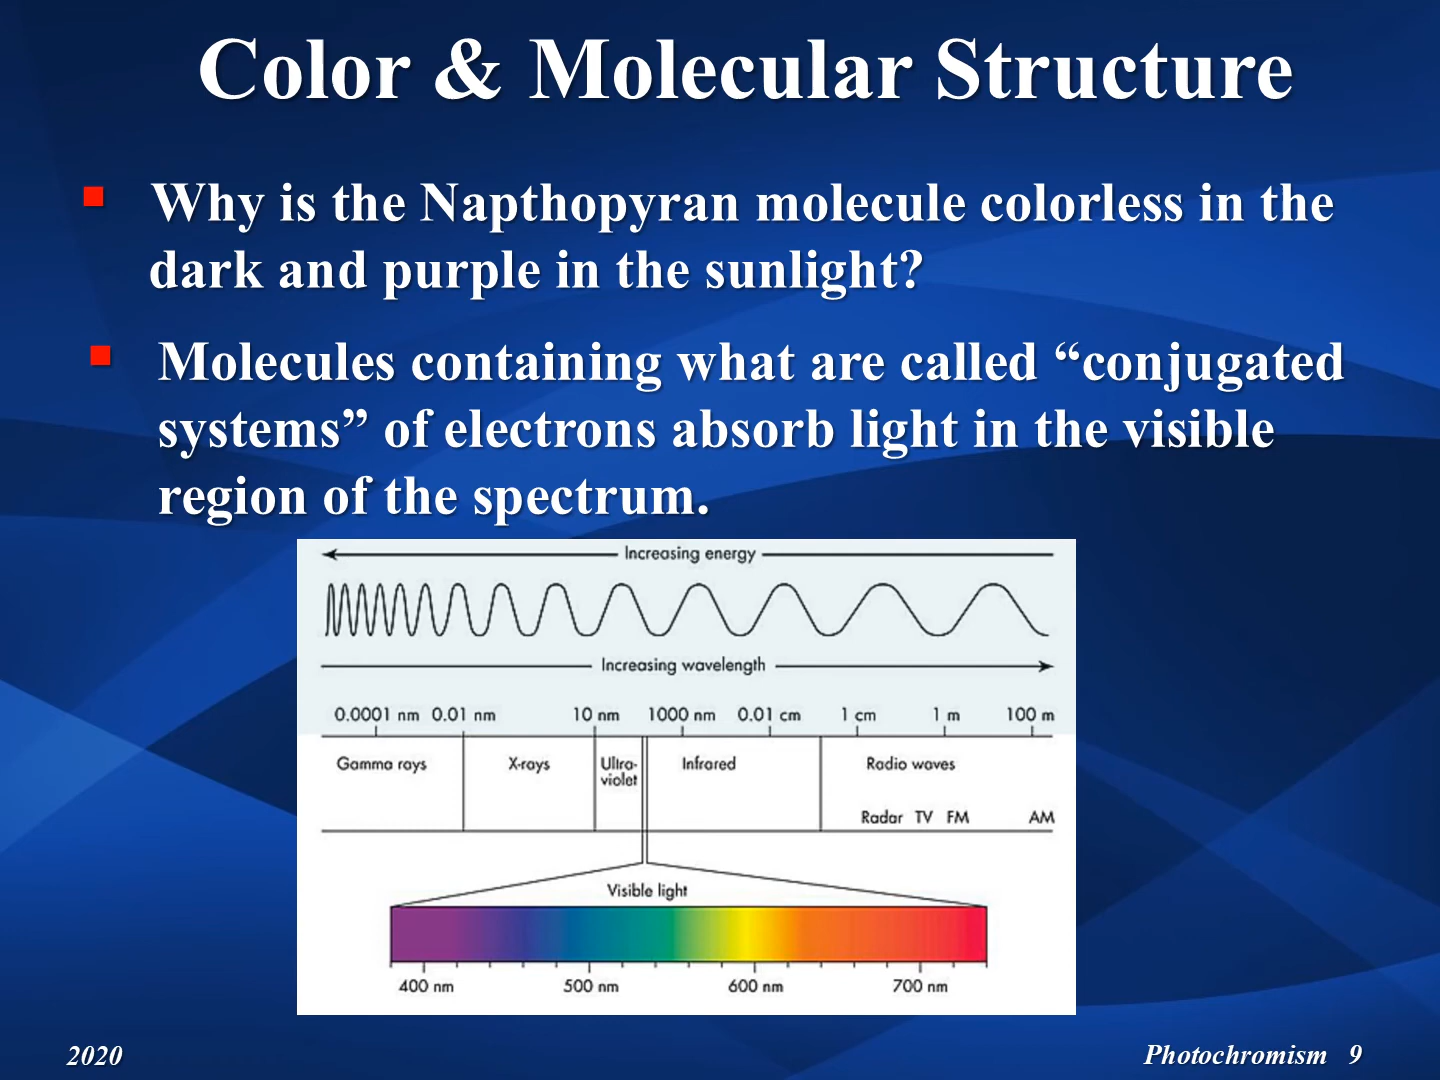 Color & Molecular Structure
Why is the Napthopyran molecule colorless in the
dark and purple in the sunlight?
Molecules containing what are called “conjugated
systems” of electrons absorb light in the visible
region of the spectrum.
Increasing energy
Increasing wavelength
0.0001 nm 0.01 nm 10 nm 1000 nm 0.01 cm 1 cm 1 m 100 m
Gamma rays X-rays Ultra- Infrared Radio waves
violet
Radar TV FM AM
Visible light
400 nm 500 nm 600 nm 700 nm
2020 Photochromism 9